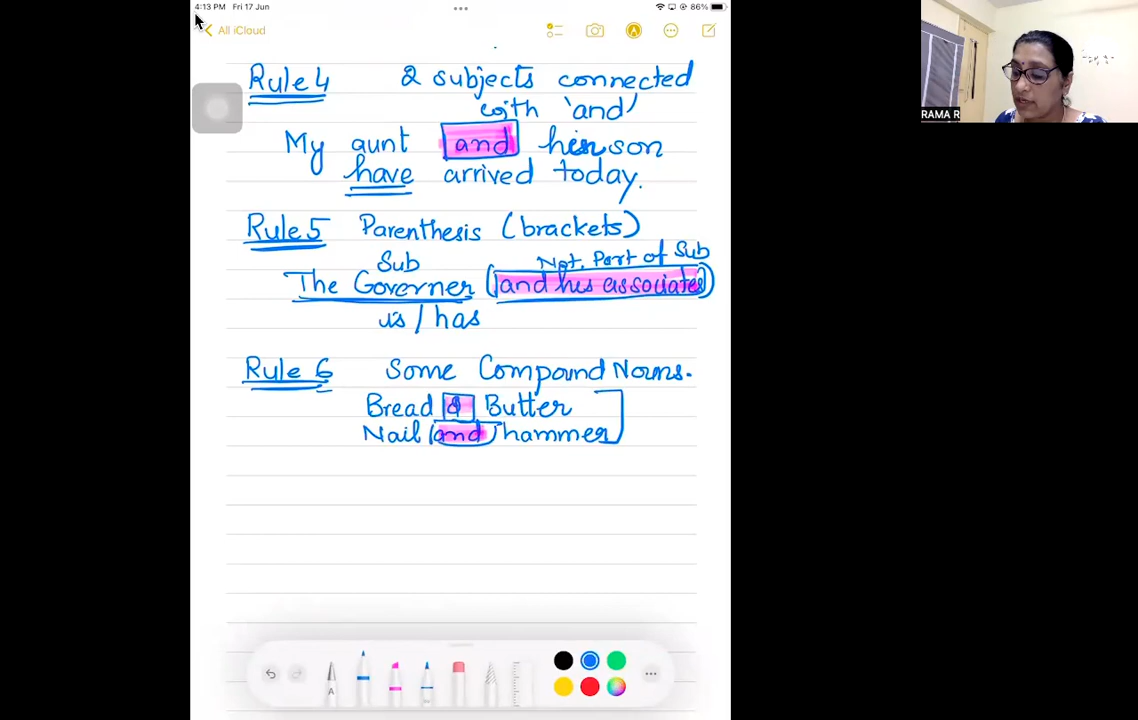 4:13 PM Fri 17 Jun
86%
All iCloud
Rule 4 2 subjects connected
with 'and'
My aunt and her son
have arrived today.
Rule 5 Parenthesis (brackets)
Sub Not Part of Sub
The Governer (and his associates)
is / has
Rule 6 Some Compound Nouns.
Bread & Butter
Nail (and) hammer
A
RAMA R